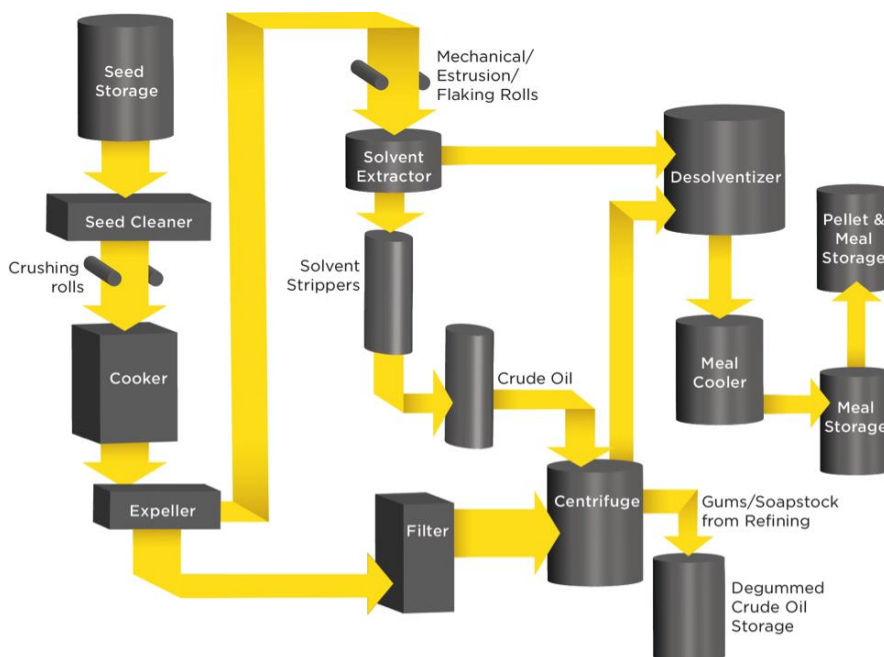 Seed
Storage
Mechanical/
Estrusion/
Flaking Rolls
Solvent
Extractor
Desolventizer
Seed Cleaner
Pellet &
Meal
Storage
Crushing
rolls
Solvent
Strippers
Cooker
Crude Oil
Meal
Cooler
Meal
Storage
Expeller
Filter
Centrifuge
Gums/Soapstock
from Refining
Degummed
Crude Oil
Storage